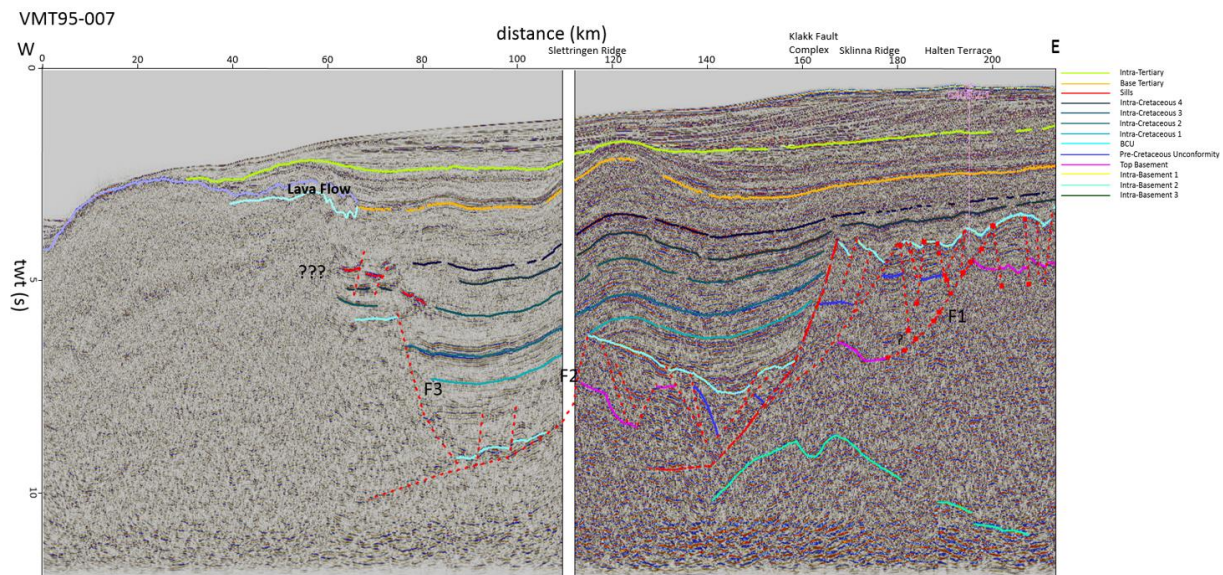 VMT95-007
W
distance (km)
Slettringen Ridge
Klakk Fault
Complex
Sklinna Ridge
Halten Terrace
E
0 20 40 60 80 100 120 140 160 180 200
0
5
10
twt (s)
Lava Flow
???
F3
F2
F1
?
Intra-Tertiary
Base Tertiary
Sills
Intra-Cretaceous 4
Intra-Cretaceous 3
Intra-Cretaceous 2
Intra-Cretaceous 1
BCU
Pre-Cretaceous Unconformity
Top Basement
Intra-Basement 1
Intra-Basement 2
Intra-Basement 3